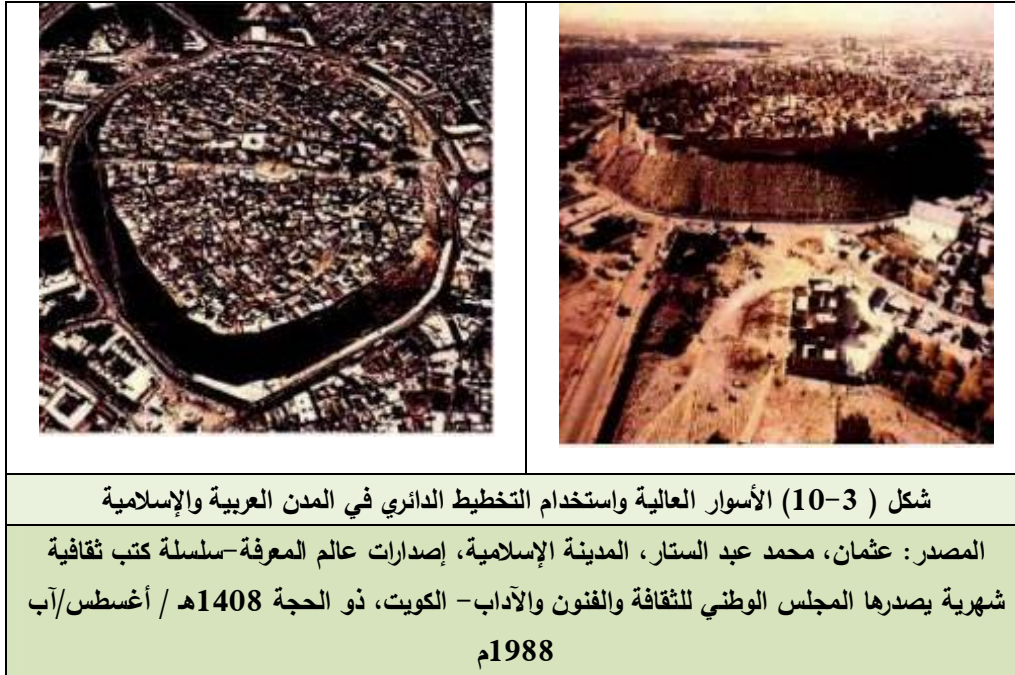 شكل ( 3-10) الأسوار العالية واستخدام التخطيط الدائري في المدن العربية والإسلامية
المصدر: عثمان، محمد عبد الستار، المدينة الإسلامية، إصدارات عالم المعرفة-سلسلة كتب ثقافية
شهرية يصدرها المجلس الوطني للثقافة والفنون والآداب- الكويت، ذو الحجة 1408هـ / أغسطس/آب
1988م